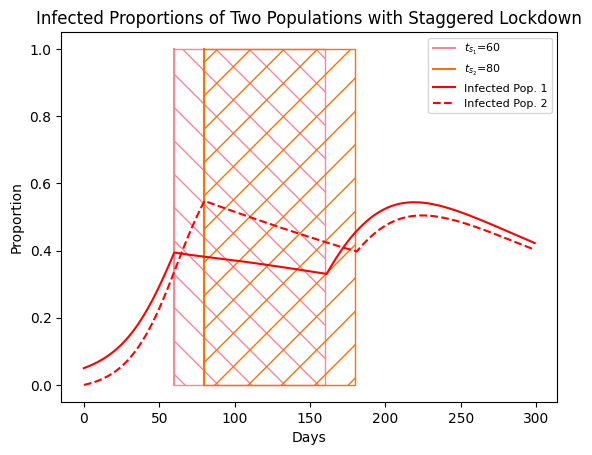 Infected Proportions of Two Populations with Staggered Lockdown
1.0
0.8
0.6
0.4
0.2
0.0
Proportion
0
50
100
150
200
250
300
Days
t_{S_1}=60
t_{S_2}=80
Infected Pop. 1
Infected Pop. 2